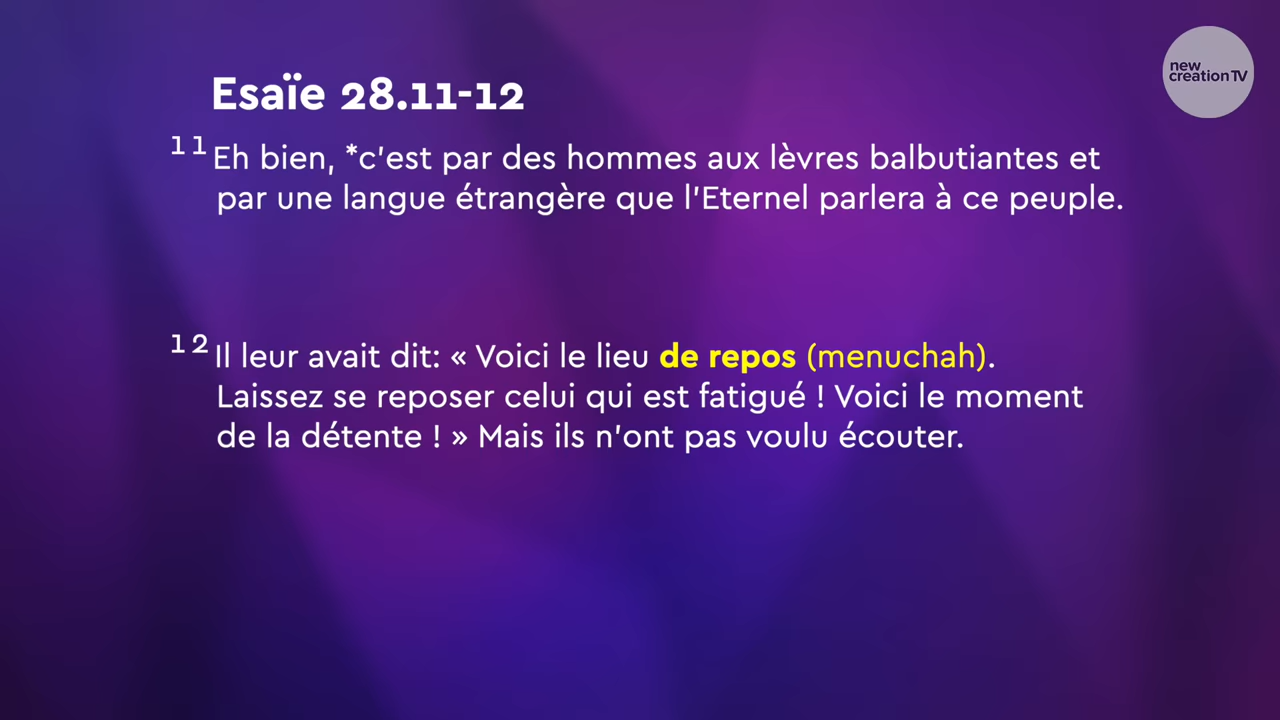 new
creation TV
Esaïe 28.11-12
11 Eh bien, *c'est par des hommes aux lèvres balbutiantes et
par une langue étrangère que l'Eternel parlera à ce peuple.
12 Il leur avait dit: « Voici le lieu de repos (menuchah).
Laissez se reposer celui qui est fatigué ! Voici le moment
de la détente ! » Mais ils n'ont pas voulu écouter.